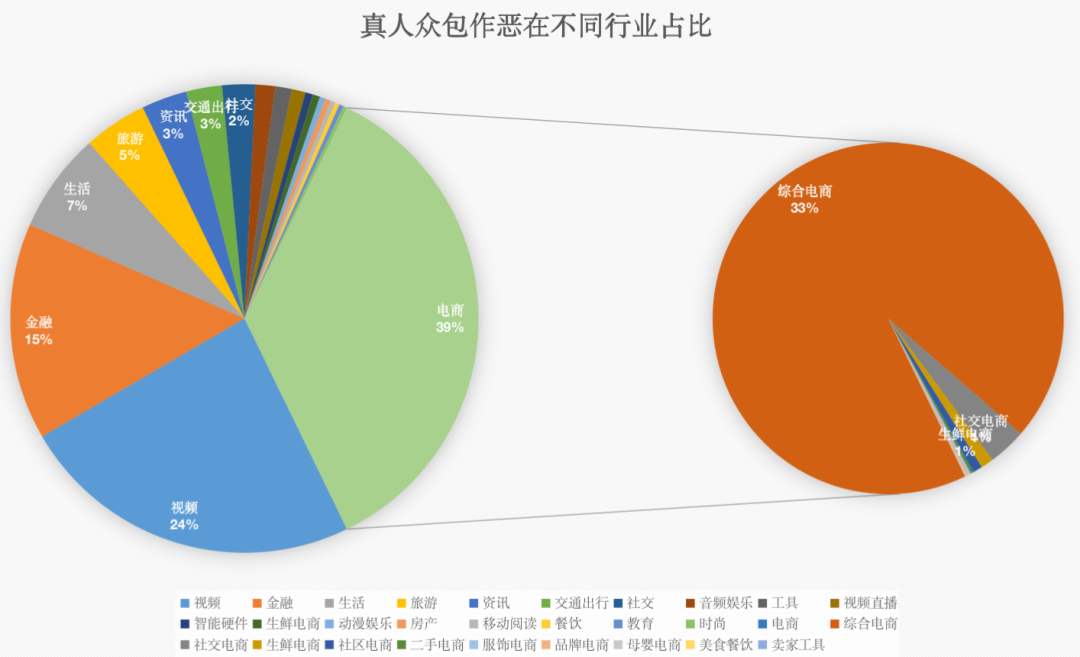 真人众包作恶在不同行业占比
交通出行
3%
社交
2%
资讯
3%
旅游
5%
生活
7%
金融
15%
视频
24%
电商
39%
综合电商
33%
社交电商
生鲜电商
1%
视频 金融 生活 旅游 资讯 交通出行 社交 音频娱乐 工具 视频直播
智能硬件 生鲜电商 动漫娱乐 房产 移动阅读 餐饮 教育 时尚 电商 综合电商
社交电商 生鲜电商 社区电商 二手电商 服饰电商 品牌电商 母婴电商 美食餐饮 卖家工具